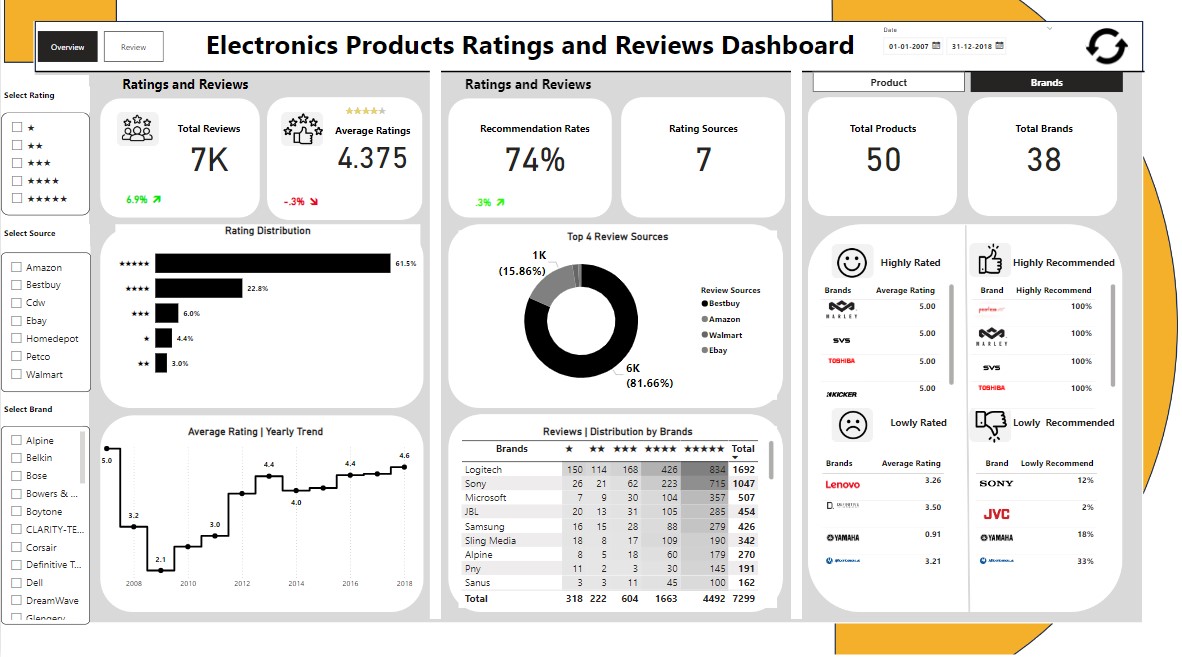 Overview
Review
Electronics Products Ratings and Reviews Dashboard
Date
01-01-2007
31-12-2018
Select Rating
★
★★
★★★
★★★★
★★★★★
Select Source
Amazon
Bestbuy
Cdw
Ebay
Homedepot
Petco
Walmart
Select Brand
Alpine
Belkin
Bose
Bowers & ...
Boytone
CLARITY-TE...
Corsair
Definitive T...
Dell
DreamWave
Glengery
Ratings and Reviews
Total Reviews
7K
6.9%
Average Ratings
4.375
-.3%
Rating Distribution
★★★★★ 61.5%
★★★★ 22.8%
★★★ 6.0%
★ 4.4%
★★ 3.0%
Average Rating | Yearly Trend
5.0
3.2
2.1
3.0
4.4
4.0
4.4
4.6
2008 2010 2012 2014 2016 2018
Ratings and Reviews
Recommendation Rates
74%
.3%
Rating Sources
7
Top 4 Review Sources
1K
(15.86%)
6K
(81.66%)
Review Sources
Bestbuy
Amazon
Walmart
Ebay
Reviews | Distribution by Brands
Brands ★ ★★ ★★★ ★★★★ ★★★★★ Total
Logitech 150 114 168 426 834 1692
Sony 26 21 62 223 715 1047
Microsoft 7 9 30 104 357 507
JBL 20 13 31 105 285 454
Samsung 16 15 28 88 279 426
Sling Media 18 8 17 109 190 342
Alpine 8 5 18 60 179 270
Pny 11 2 3 30 145 191
Sanus 3 3 11 45 100 162
Total 318 222 604 1663 4492 7299
Product
Brands
Total Products
50
Total Brands
38
Highly Rated
Brands Average Rating
MARLEY 5.00
SVS 5.00
TOSHIBA 5.00
KICKER 5.00
Highly Recommended
Brand Highly Recommend
100%
MARLEY 100%
SVS 100%
TOSHIBA 100%
Lowly Rated
Brands Average Rating
Lenovo 3.26
3.50
YAMAHA 0.91
MOTOROLA 3.21
Lowly Recommended
Brand Lowly Recommend
SONY 12%
JVC 2%
YAMAHA 18%
MOTOROLA 33%